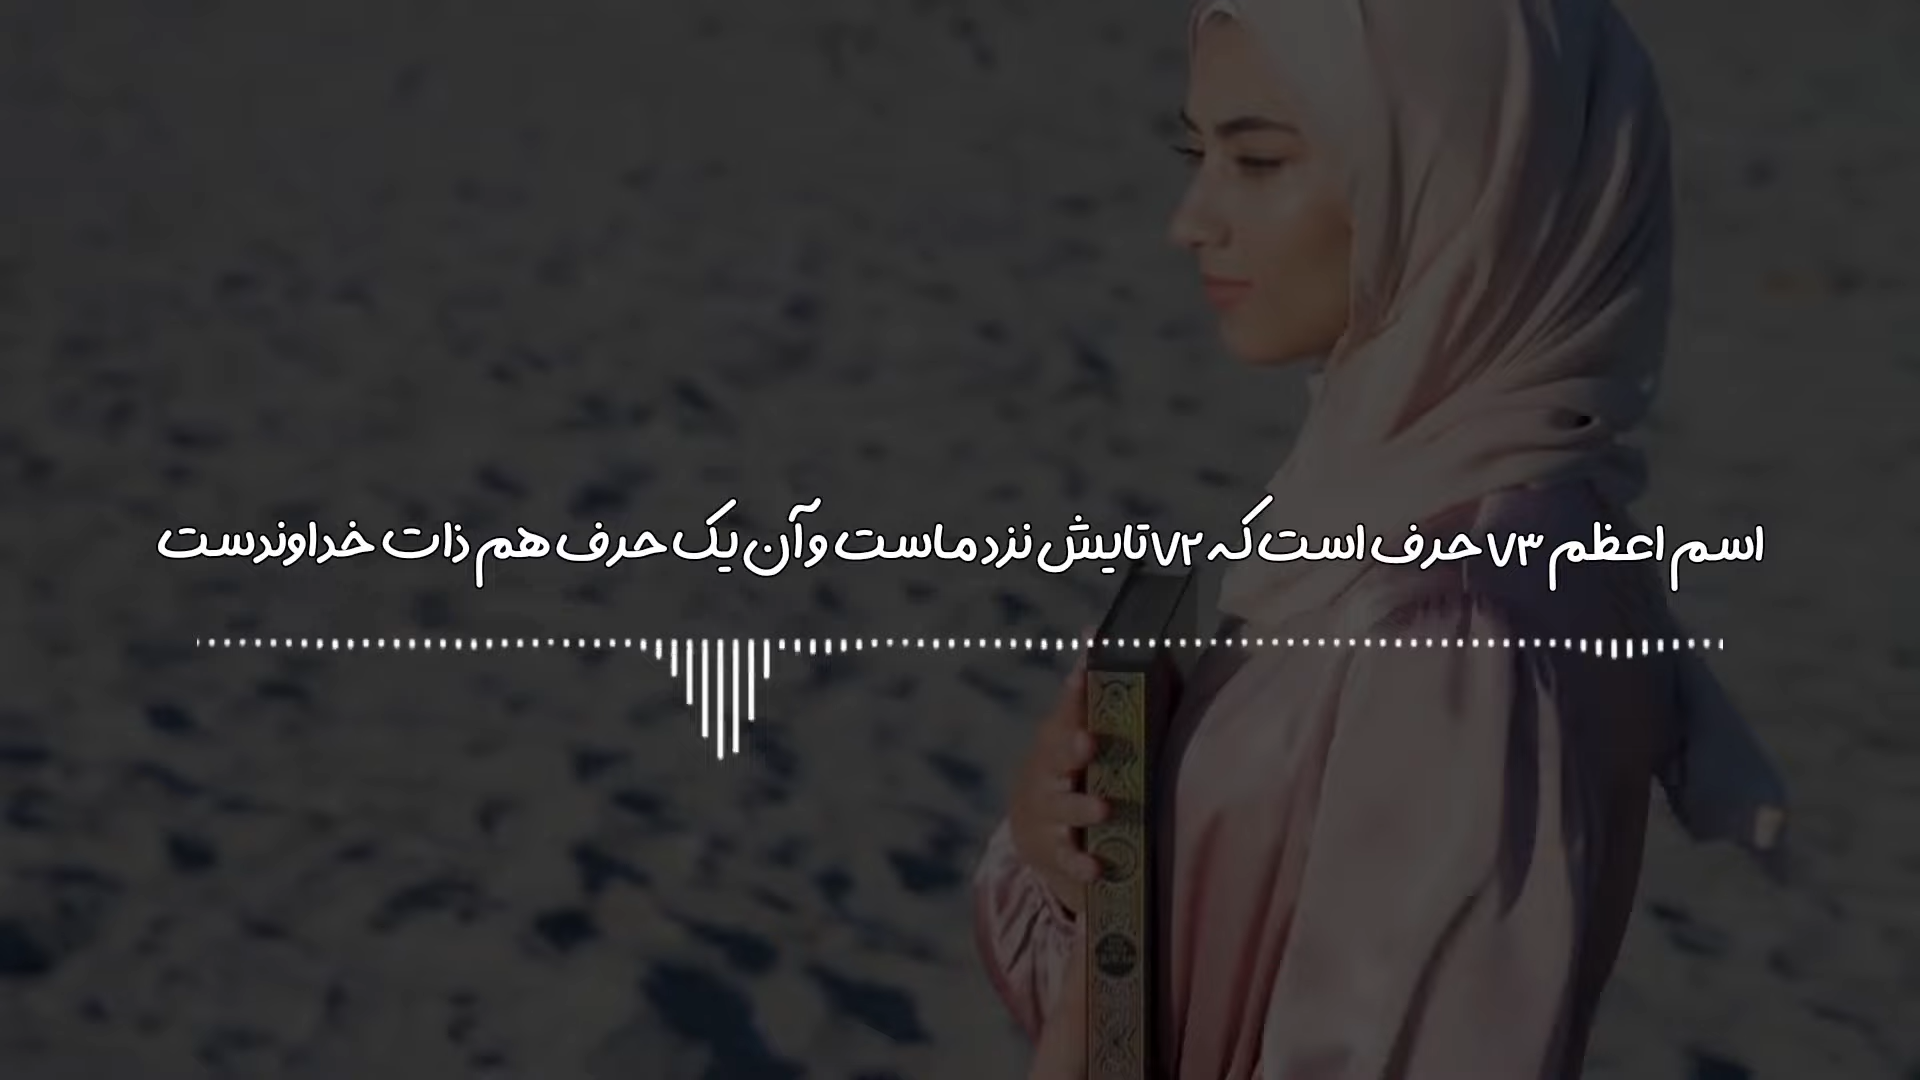 اسم اعظم ۷۳ حرف است که ۷۲ تایش نزد ماست و آن یک حرف هم ذات خداوندست